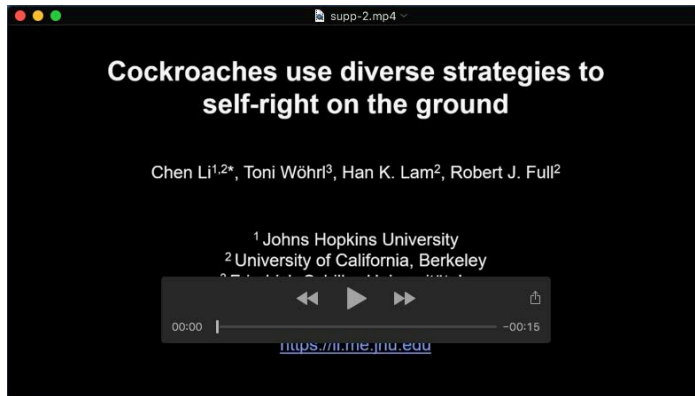 supp-2.mp4
Cockroaches use diverse strategies to
self-right on the ground
Chen Li¹,²*, Toni Wöhrl³, Han K. Lam², Robert J. Full²
¹ Johns Hopkins University
² University of California, Berkeley
00:00 -00:15
https://li.me.jhu.edu